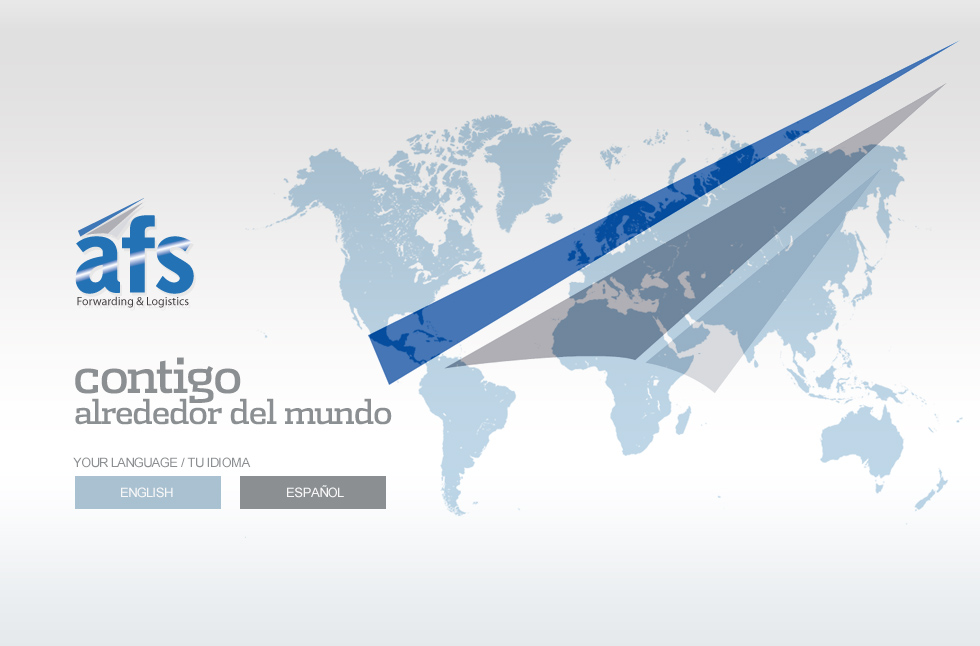 afs
Forwarding & Logistics
contigo
alrededor del mundo
YOUR LANGUAGE / TU IDIOMA
ENGLISH
ESPAÑOL